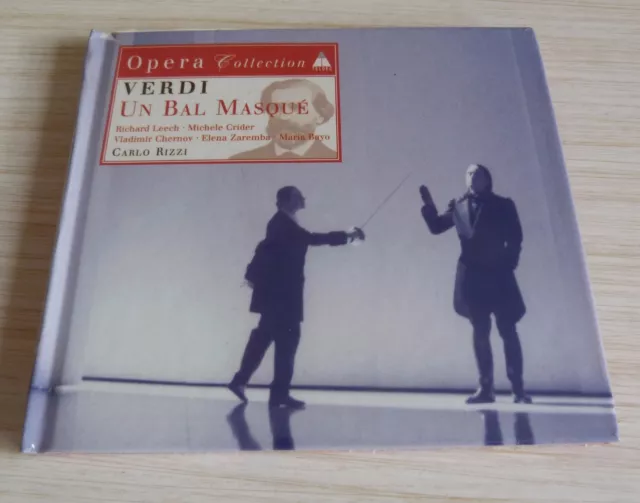 Opera Collection
VERDI
UN BAL MASQUÉ
Richard Leech · Michele Crider
Vladimir Chernov · Elena Zaremba · Maria Bayo
CARLO RIZZI